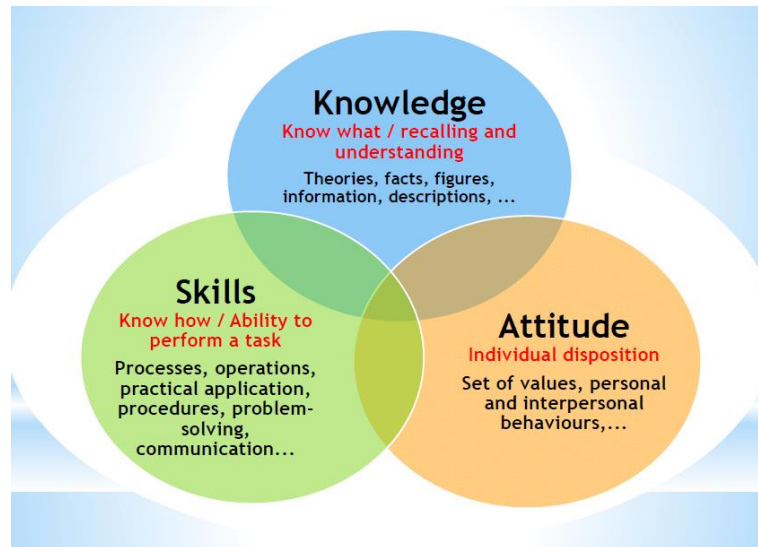 Knowledge
Know what / recalling and
understanding
Theories, facts, figures,
information, descriptions, ...
Skills
Know how / Ability to
perform a task
Processes, operations,
practical application,
procedures, problem-
solving,
communication...
Attitude
Individual disposition
Set of values, personal
and interpersonal
behaviours,...